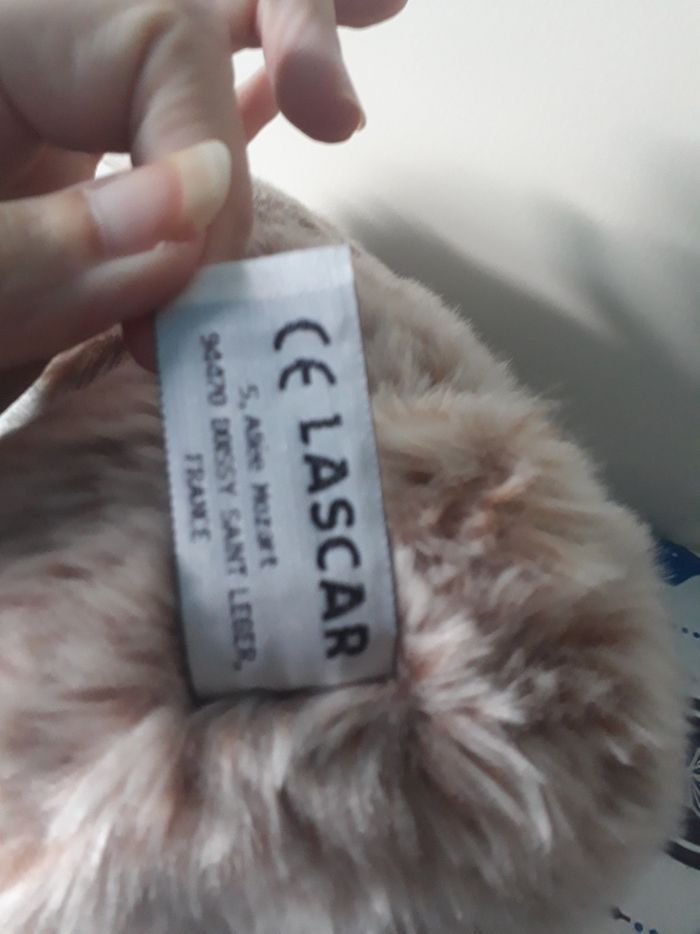 CE LASCAR
5, Allée Mozart
94470 BOISSY SAINT LEGER,
FRANCE